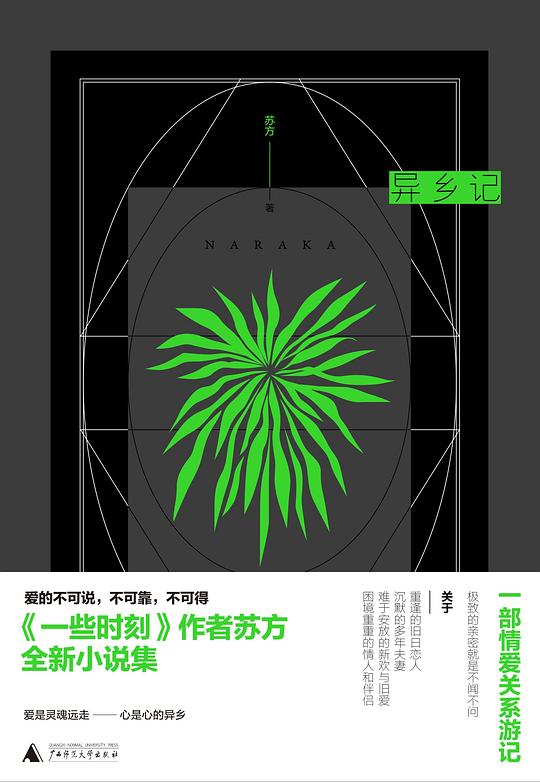 苏方
著
异乡记
NARAKA
爱的不可说，不可靠，不可得
《一些时刻》作者苏方
全新小说集
爱是灵魂远走 —— 心是心的异乡
GUANGXI NORMAL UNIVERSITY PRESS
广西师范大学出版社
一部情爱关系游记
极致的亲密就是不闻不问
关于——
重逢的旧日恋人
沉默的多年夫妻
难于安放的新欢与旧爱
困境重重的情人和伴侣